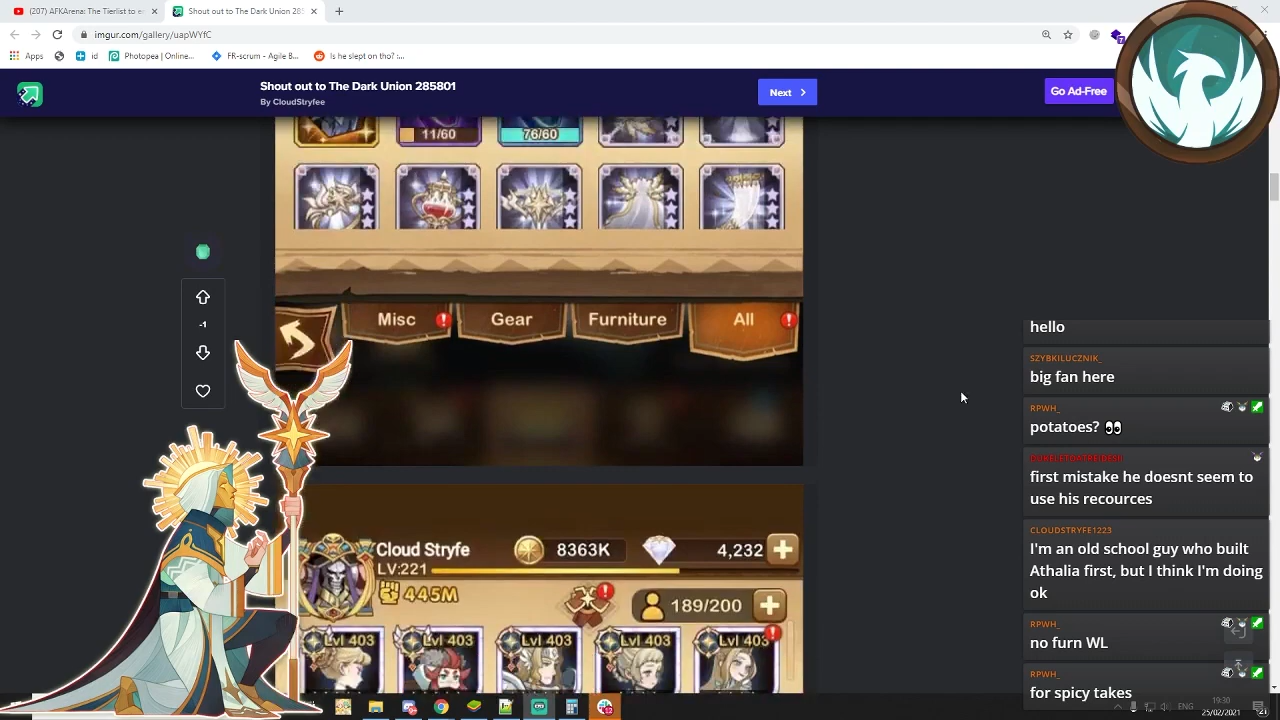 (207) AFKArena: The Tierlist to e
Shout out to The Dark Union 285
imgur.com/gallery/uapWYfC
Apps
id
Photopea | Online...
FR-scrum - Agile B...
Is he slept on tho? :...
Shout out to The Dark Union 285801
By CloudStryfee
Next
Go Ad-Free
11/60
76/60
-1
Misc
Gear
Furniture
All
Cloud Stryfe
8363K
4,232
LV:221
445M
189/200
Lvl 403
Lvl 403
Lvl 403
Lvl 403
Lvl 403
hello
SZYBKILUCZNIK_
big fan here
RPWH_
potatoes? 👀
first mistake he doesnt seem to
use his recources
CLOUDSTRYFE1223
I'm an old school guy who built
Athalia first, but I think I'm doing
ok
RPWH_
no furn WL
RPWH_
for spicy takes
19:30
ENG
25/02/2021